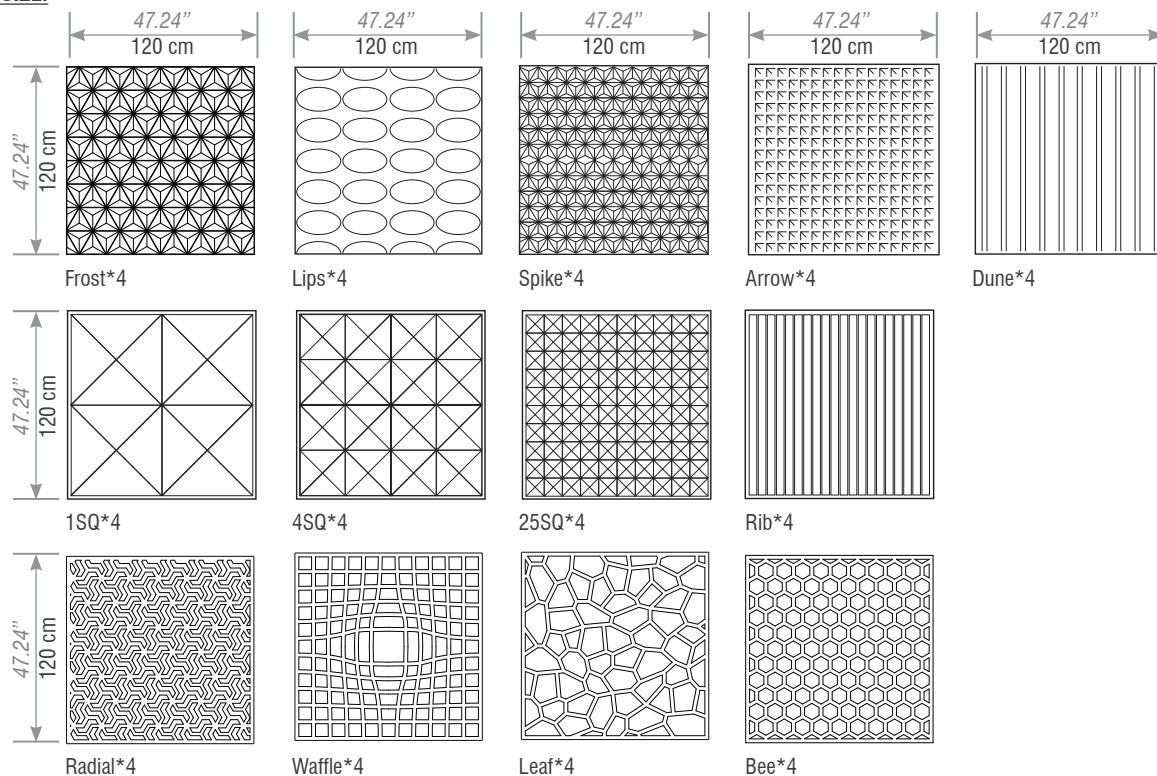 47.24” 47.24” 47.24” 47.24” 47.24”
120 cm 120 cm 120 cm 120 cm 120 cm
47.24”
120 cm
Frost*4 Lips*4 Spike*4 Arrow*4 Dune*4
47.24”
120 cm
1SQ*4 4SQ*4 25SQ*4 Rib*4
47.24”
120 cm
Radial*4 Waffle*4 Leaf*4 Bee*4